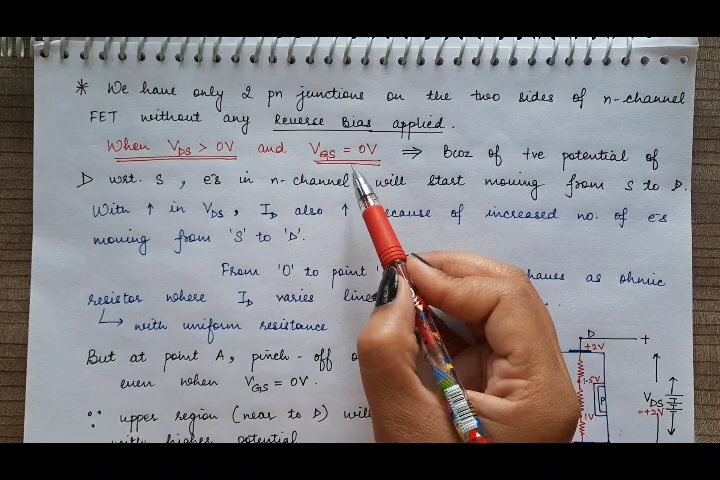 * We have only 2 pn junctions on the two sides of n-channel
FET without any Reverse Bias applied.
When VDS > 0V and VGS = 0V ⇒ Bcoz of +ve potential of
D wrt. S, e's in n-channel will start moving from S to D.
With ↑ in VDS, ID also ↑ because of increased no. of e-s
moving from 'S' to 'D'.
From 'O' to point as ohmic
resistor where ID varies
↳ with uniform resistance
But at point A, pinch-off
even when VGS = 0V.
∵ upper region (near to D) will
with higher potential
D
+
+2V
1.5V
1V
P
VDS
=+2V